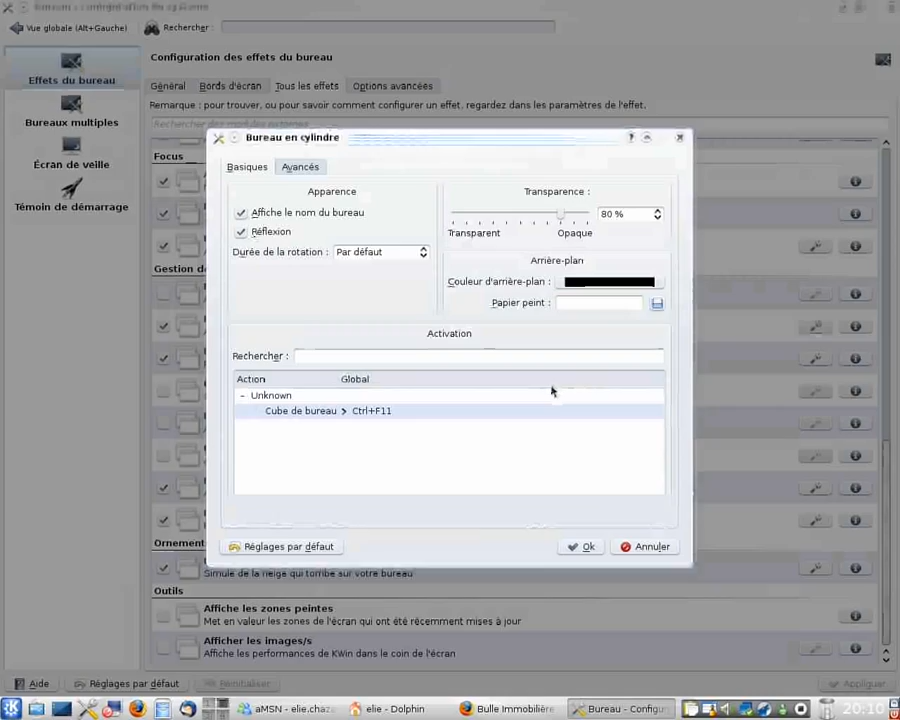 Vue globale (Alt+Gauche)
Rechercher :
Configuration des effets du bureau
Effets du bureau
Bureaux multiples
Écran de veille
Témoin de démarrage
Général
Bords d'écran
Tous les effets
Options avancées
Remarque : pour trouver, ou pour savoir comment configurer un effet, regardez dans les paramètres de l'effet.
Focus
Gestion d
Bureau en cylindre
Basiques
Avancés
Apparence
Affiche le nom du bureau
Réflexion
Durée de la rotation :
Par défaut
Transparence :
80 %
Transparent
Opaque
Arrière-plan
Couleur d'arrière-plan :
Papier peint :
Activation
Rechercher :
Action
Global
- Unknown
Cube de bureau
Ctrl+F11
Réglages par défaut
Ok
Annuler
Ornemen
Simule de la neige qui tombe sur votre bureau
Outils
Affiche les zones peintes
Met en valeur les zones de l'écran qui ont été récemment mises à jour
Afficher les images/s
Affiche les performances de KWin dans le coin de l'écran
Aide
Réglages par défaut
Réinitialiser
Appliquer
aMSN - elie.chaz
elie - Dolphin
Bulle Immobilière
Bureau - Configu
20:10